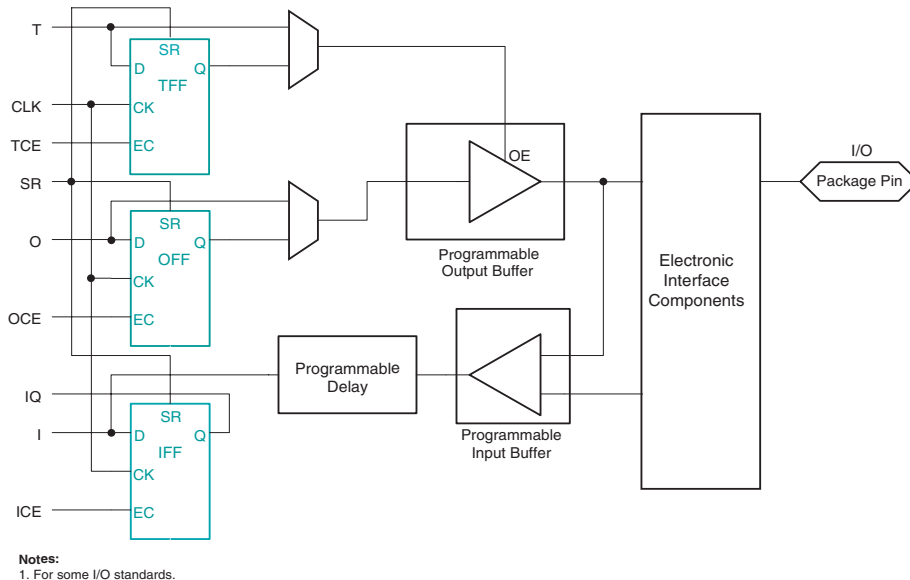 T
SR
D
Q
TFF
CLK
CK
TCE
EC
OE
I/O
SR
Package Pin
SR
O
D
Q
OFF
Programmable
Output Buffer
Electronic
Interface
Components
CK
OCE
EC
Programmable
Delay
IQ
SR
I
D
Q
Programmable
Input Buffer
IFF
CK
ICE
EC
Notes:
1. For some I/O standards.